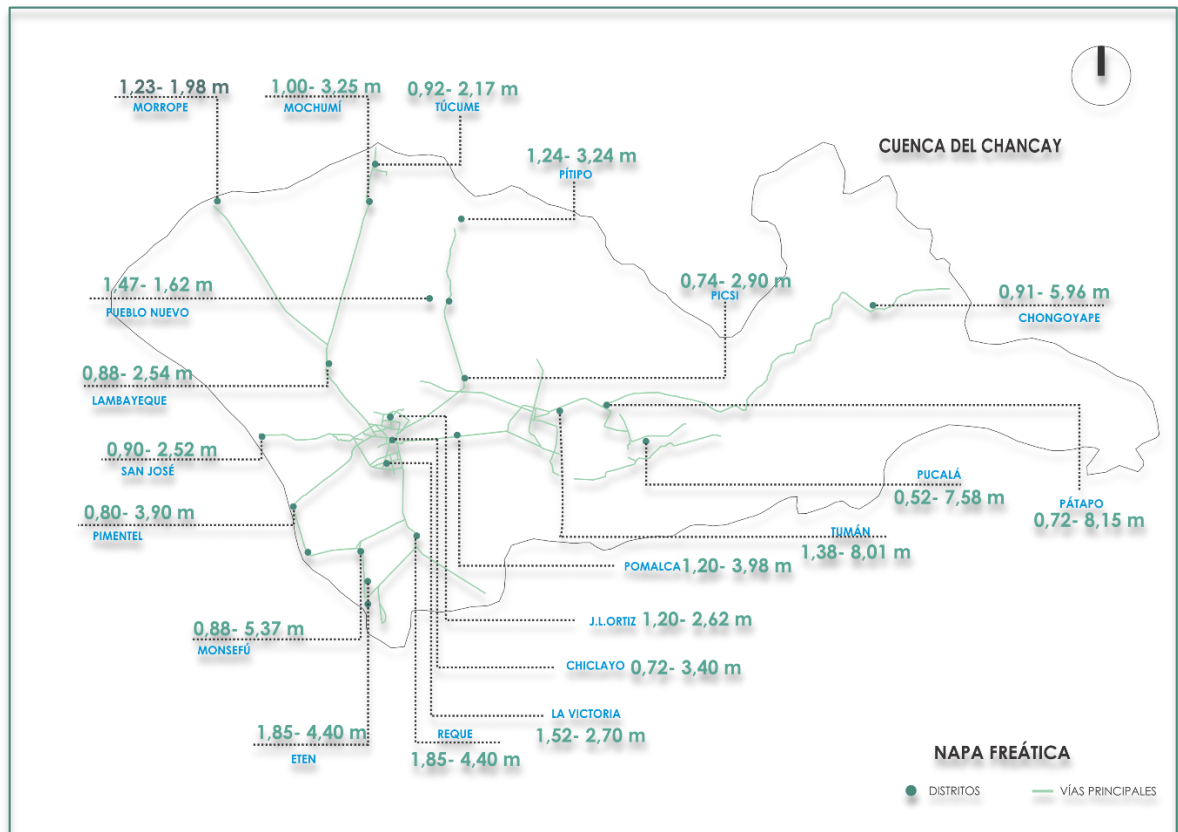 1,23- 1,98 m
MORROPE
1,00- 3,25 m
MOCHUMÍ
0,92- 2,17 m
TÚCUME
1,24- 3,24 m
PÍTIPO
CUENCA DEL CHANCAY
1,47- 1,62 m
PUEBLO NUEVO
0,74- 2,90 m
PICSI
0,91- 5,96 m
CHONGOYAPE
0,88- 2,54 m
LAMBAYEQUE
0,90- 2,52 m
SAN JOSÉ
PUCALÁ
0,52- 7,58 m
PÁTAPO
0,72- 8,15 m
0,80- 3,90 m
PIMENTEL
TUMÁN
1,38- 8,01 m
POMALCA 1,20- 3,98 m
0,88- 5,37 m
MONSEFÚ
J.L.ORTIZ 1,20- 2,62 m
CHICLAYO 0,72- 3,40 m
LA VICTORIA
1,52- 2,70 m
1,85- 4,40 m
ETEN
REQUE
1,85- 4,40 m
NAPA FREÁTICA
DISTRITOS
VÍAS PRINCIPALES